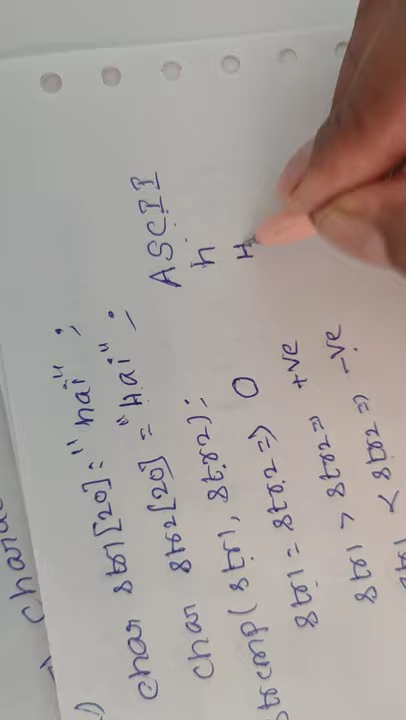 char
char str1[20]:"hai";
char str2[20]="Hai";
strcmp(str1, str2):
str1 = str2 => 0
str1 > str2 => +ve
str1 < str2 => -ve
ASCII
h
H